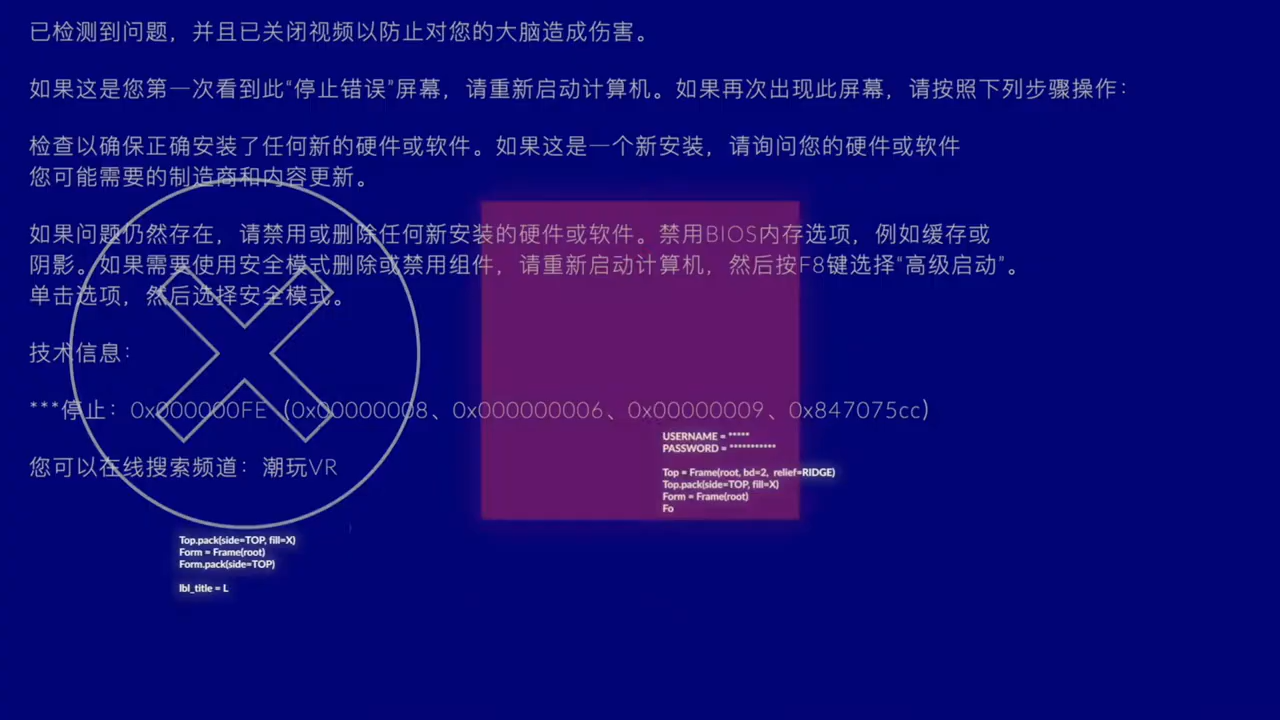 已检测到问题，并且已关闭视频以防止对您的大脑造成伤害。
如果这是您第一次看到此“停止错误”屏幕，请重新启动计算机。如果再次出现此屏幕，请按照下列步骤操作：
检查以确保正确安装了任何新的硬件或软件。如果这是一个新安装，请询问您的硬件或软件
您可能需要的制造商和内容更新。
如果问题仍然存在，请禁用或删除任何新安装的硬件或软件。禁用BIOS内存选项，例如缓存或
阴影。如果需要使用安全模式删除或禁用组件，请重新启动计算机，然后按F8键选择“高级启动”。
单击选项，然后选择安全模式。
技术信息：
***停止：0x000000FE（0x00000008、0x000000006、0x00000009、0x847075cc）
USERNAME = *****
PASSWORD = ***********
Top = Frame(root, bd=2, relief=RIDGE)
Top.pack(side=TOP, fill=X)
Form = Frame(root)
Fo
您可以在线搜索频道：潮玩VR
Top.pack(side=TOP, fill=X)
Form = Frame(root)
Form.pack(side=TOP)
lbl_title = L